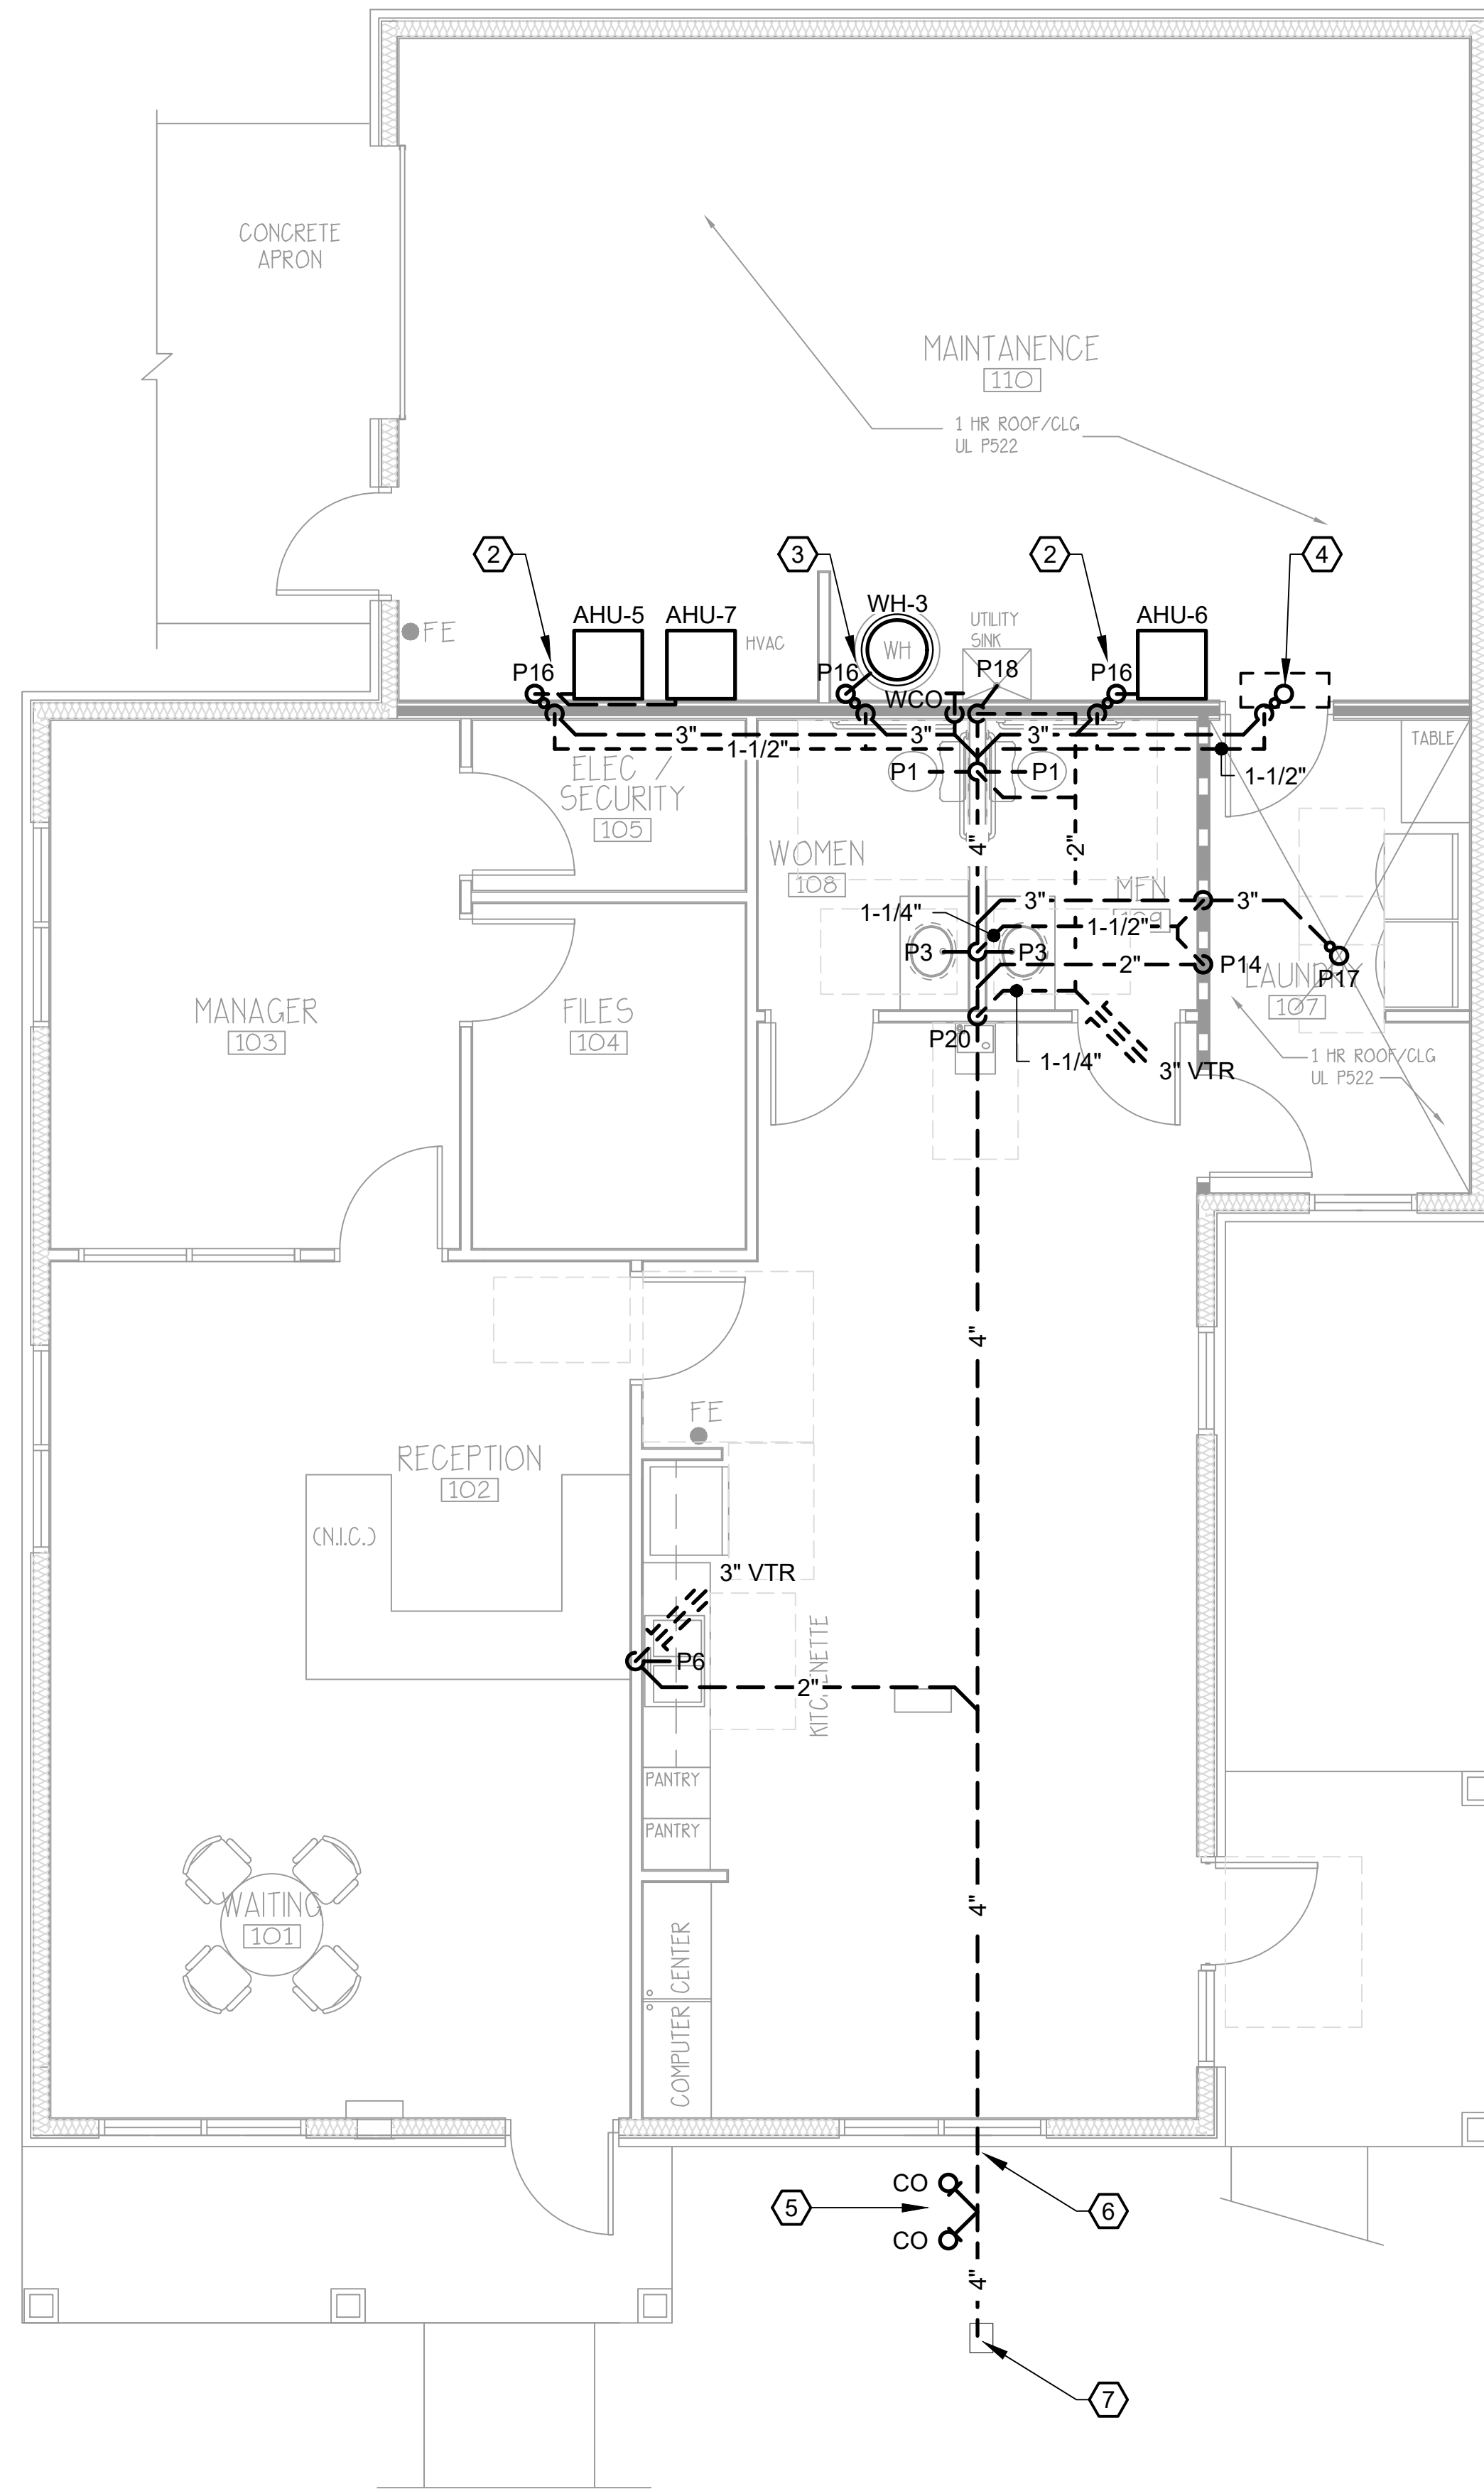 CONCRETE
APRON
MAINTANENCE
110
1 HR ROOF/CLG
UL P522
2
3
2
4
FE
AHU-5
AHU-7
HVAC
WH-3
WH
UTILITY
SINK
AHU-6
P16
P16
P18
P16
WCO
3"
1-1/2"
3"
3"
1-1/2"
TABLE
ELEC /
SECURITY
105
P1
P1
4"
2"
WOMEN
108
MEN
109
1-1/4"
3"
3"
1-1/2"
P3
P3
2"
P14
P17
LAUNDRY
107
MANAGER
103
FILES
104
P20
1-1/4"
3" VTR
1 HR ROOF/CLG
UL P522
4"
FE
RECEPTION
102
(N.I.C.)
3" VTR
P6
2"
KITCHENETTE
PANTRY
PANTRY
WAITING
101
4"
COMPUTER CENTER
CO
5
6
CO
4"
7